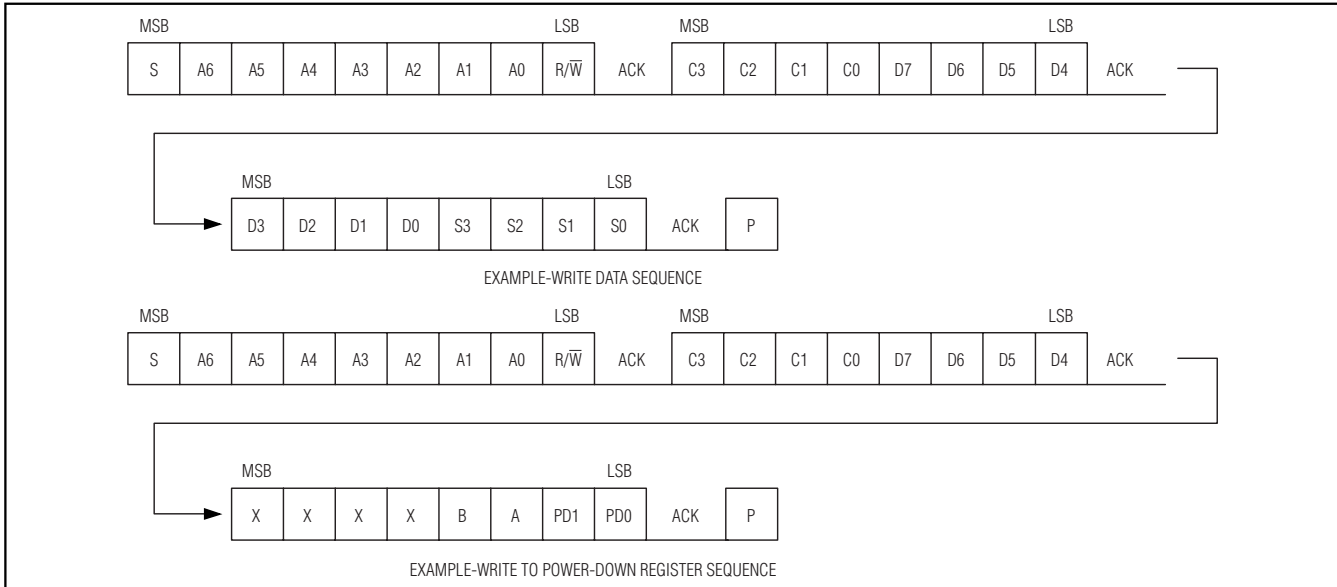 MSB LSB MSB LSB
S A6 A5 A4 A3 A2 A1 A0 R/W̅ ACK C3 C2 C1 C0 D7 D6 D5 D4 ACK
MSB LSB
D3 D2 D1 D0 S3 S2 S1 S0 ACK P
EXAMPLE-WRITE DATA SEQUENCE
MSB LSB MSB LSB
S A6 A5 A4 A3 A2 A1 A0 R/W̅ ACK C3 C2 C1 C0 D7 D6 D5 D4 ACK
MSB LSB
X X X X B A PD1 PD0 ACK P
EXAMPLE-WRITE TO POWER-DOWN REGISTER SEQUENCE